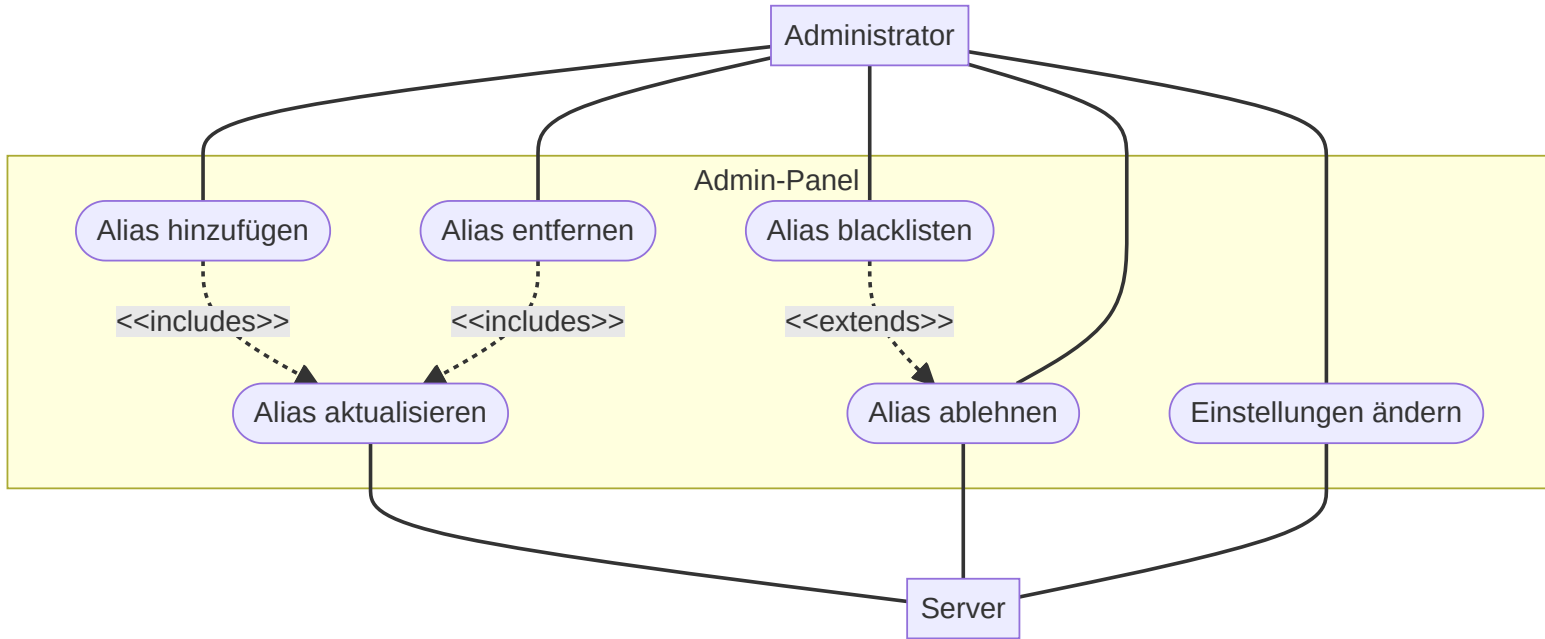 Administrator
Admin-Panel
Alias hinzufügen
Alias entfernen
Alias blacklisten
<<includes>>
<<includes>>
<<extends>>
Alias aktualisieren
Alias ablehnen
Einstellungen ändern
Server